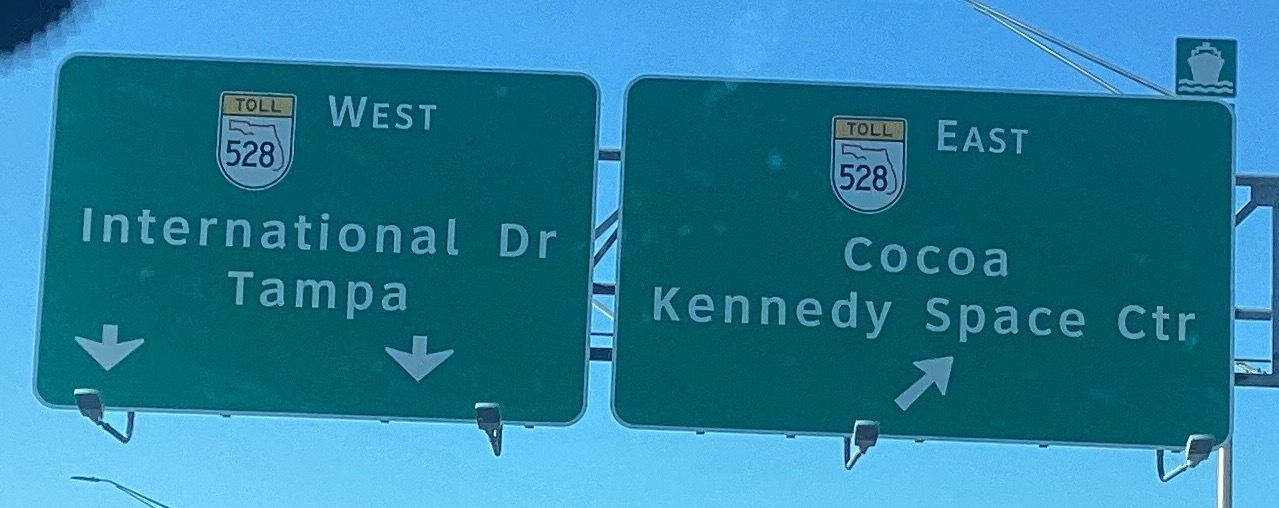 TOLL
528
WEST
International Dr
Tampa
TOLL
528
EAST
Cocoa
Kennedy Space Ctr